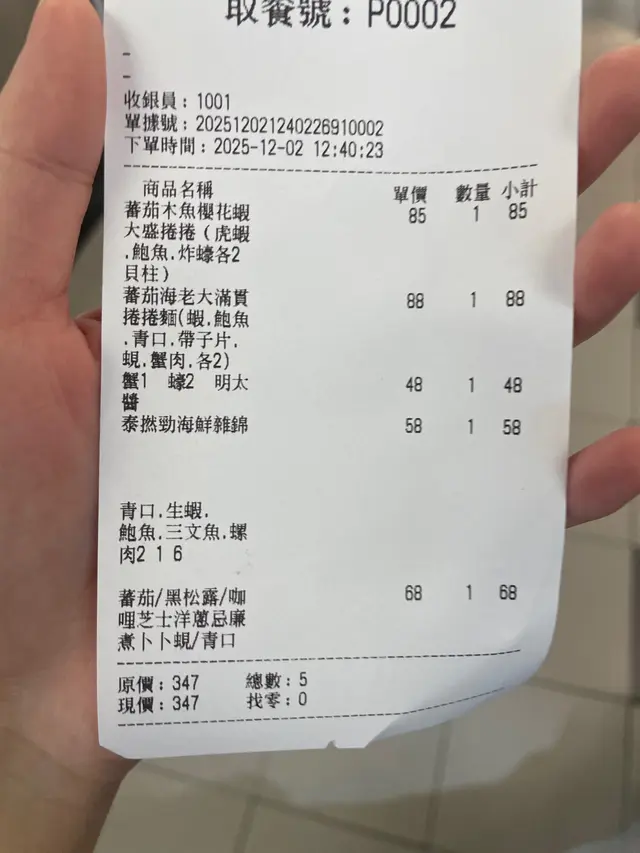 取餐號: P0002
-
-
收銀員: 1001
單據號: 202512021240226910002
下單時間: 2025-12-02 12:40:23
商品名稱 單價 數量 小計
蕃茄木魚櫻花蝦 85 1 85
大盛捲捲(虎蝦
.鮑魚.炸蠔各2
貝柱)
蕃茄海老大滿貫 88 1 88
捲捲麵(蝦.鮑魚
.青口.帶子片.
蜆.蟹肉.各2)
蟹1 蠔2 明太 48 1 48
醬
泰撚勁海鮮雜錦 58 1 58
青口.生蝦.
鮑魚.三文魚.螺
肉2 1 6
蕃茄/黑松露/咖 68 1 68
哩芝士洋蔥忌廉
煮卜卜蜆/青口
原價: 347 總數: 5
現價: 347 找零: 0